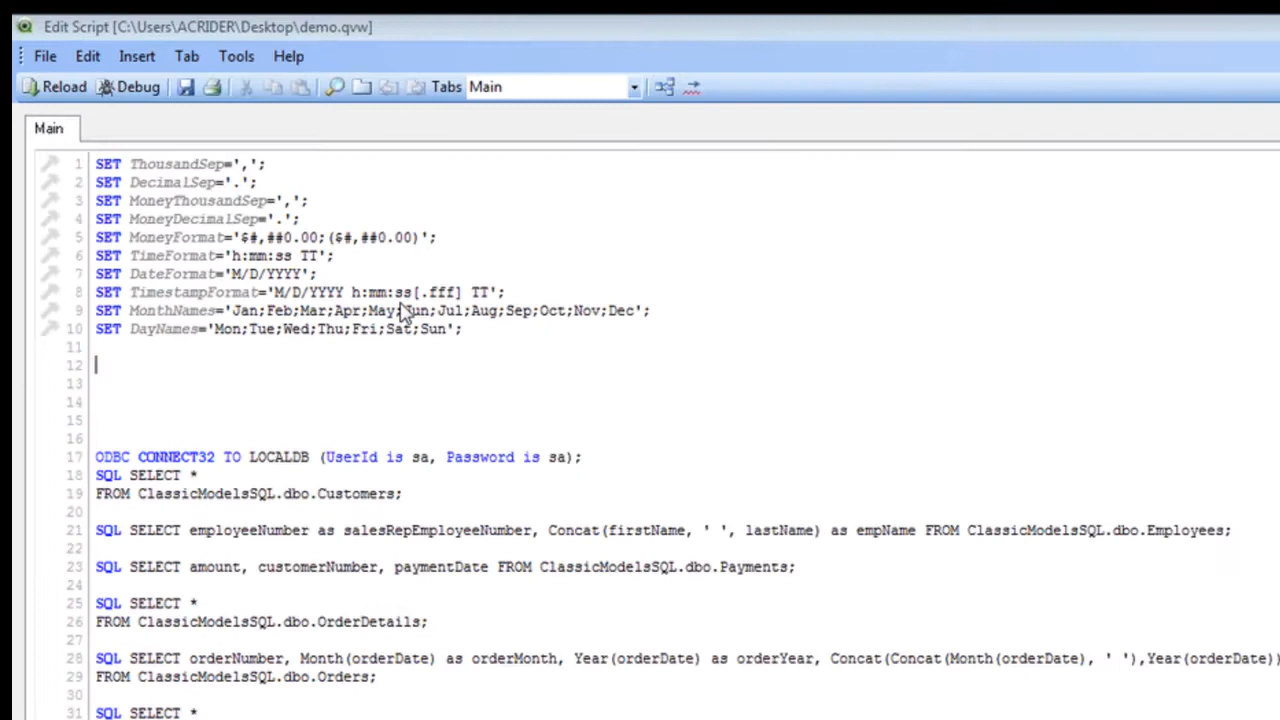 Edit Script [C:\Users\ACRIDER\Desktop\demo.qvw]
File Edit Insert Tab Tools Help
Reload Debug Tabs Main
Main
1 SET ThousandSep=',';
2 SET DecimalSep='.';
3 SET MoneyThousandSep=',';
4 SET MoneyDecimalSep='.';
5 SET MoneyFormat='$#,##0.00;($#,##0.00)';
6 SET TimeFormat='h:mm:ss TT';
7 SET DateFormat='M/D/YYYY';
8 SET TimestampFormat='M/D/YYYY h:mm:ss[.fff] TT';
9 SET MonthNames='Jan;Feb;Mar;Apr;May;Jun;Jul;Aug;Sep;Oct;Nov;Dec';
10 SET DayNames='Mon;Tue;Wed;Thu;Fri;Sat;Sun';
11
12
13
14
15
16
17 ODBC CONNECT32 TO LOCALDB (UserId is sa, Password is sa);
18 SQL SELECT *
19 FROM ClassicModelsSQL.dbo.Customers;
20
21 SQL SELECT employeeNumber as salesRepEmployeeNumber, Concat(firstName, ' ', lastName) as empName FROM ClassicModelsSQL.dbo.Employees;
22
23 SQL SELECT amount, customerNumber, paymentDate FROM ClassicModelsSQL.dbo.Payments;
24
25 SQL SELECT *
26 FROM ClassicModelsSQL.dbo.OrderDetails;
27
28 SQL SELECT orderNumber, Month(orderDate) as orderMonth, Year(orderDate) as orderYear, Concat(Concat(Month(orderDate), ' '),Year(orderDate))
29 FROM ClassicModelsSQL.dbo.Orders;
30
31 SQL SELECT *